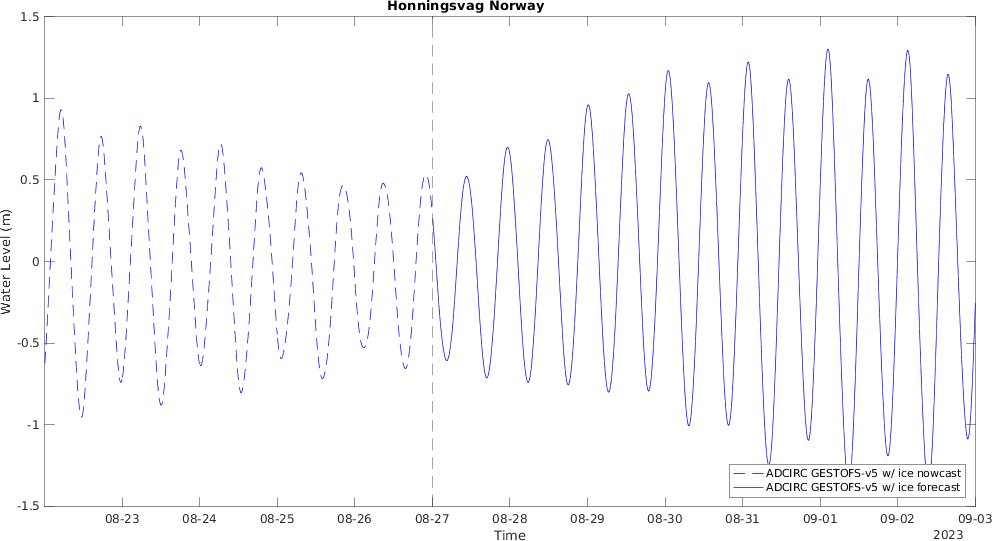 Honningsvag Norway
1.5
1
0.5
0
-0.5
-1
-1.5
Water Level (m)
ADCIRC GESTOFS-v5 w/ ice nowcast
ADCIRC GESTOFS-v5 w/ ice forecast
08-23 08-24 08-25 08-26 08-27 08-28 08-29 08-30 08-31 09-01 09-02 09-03
Time
2023